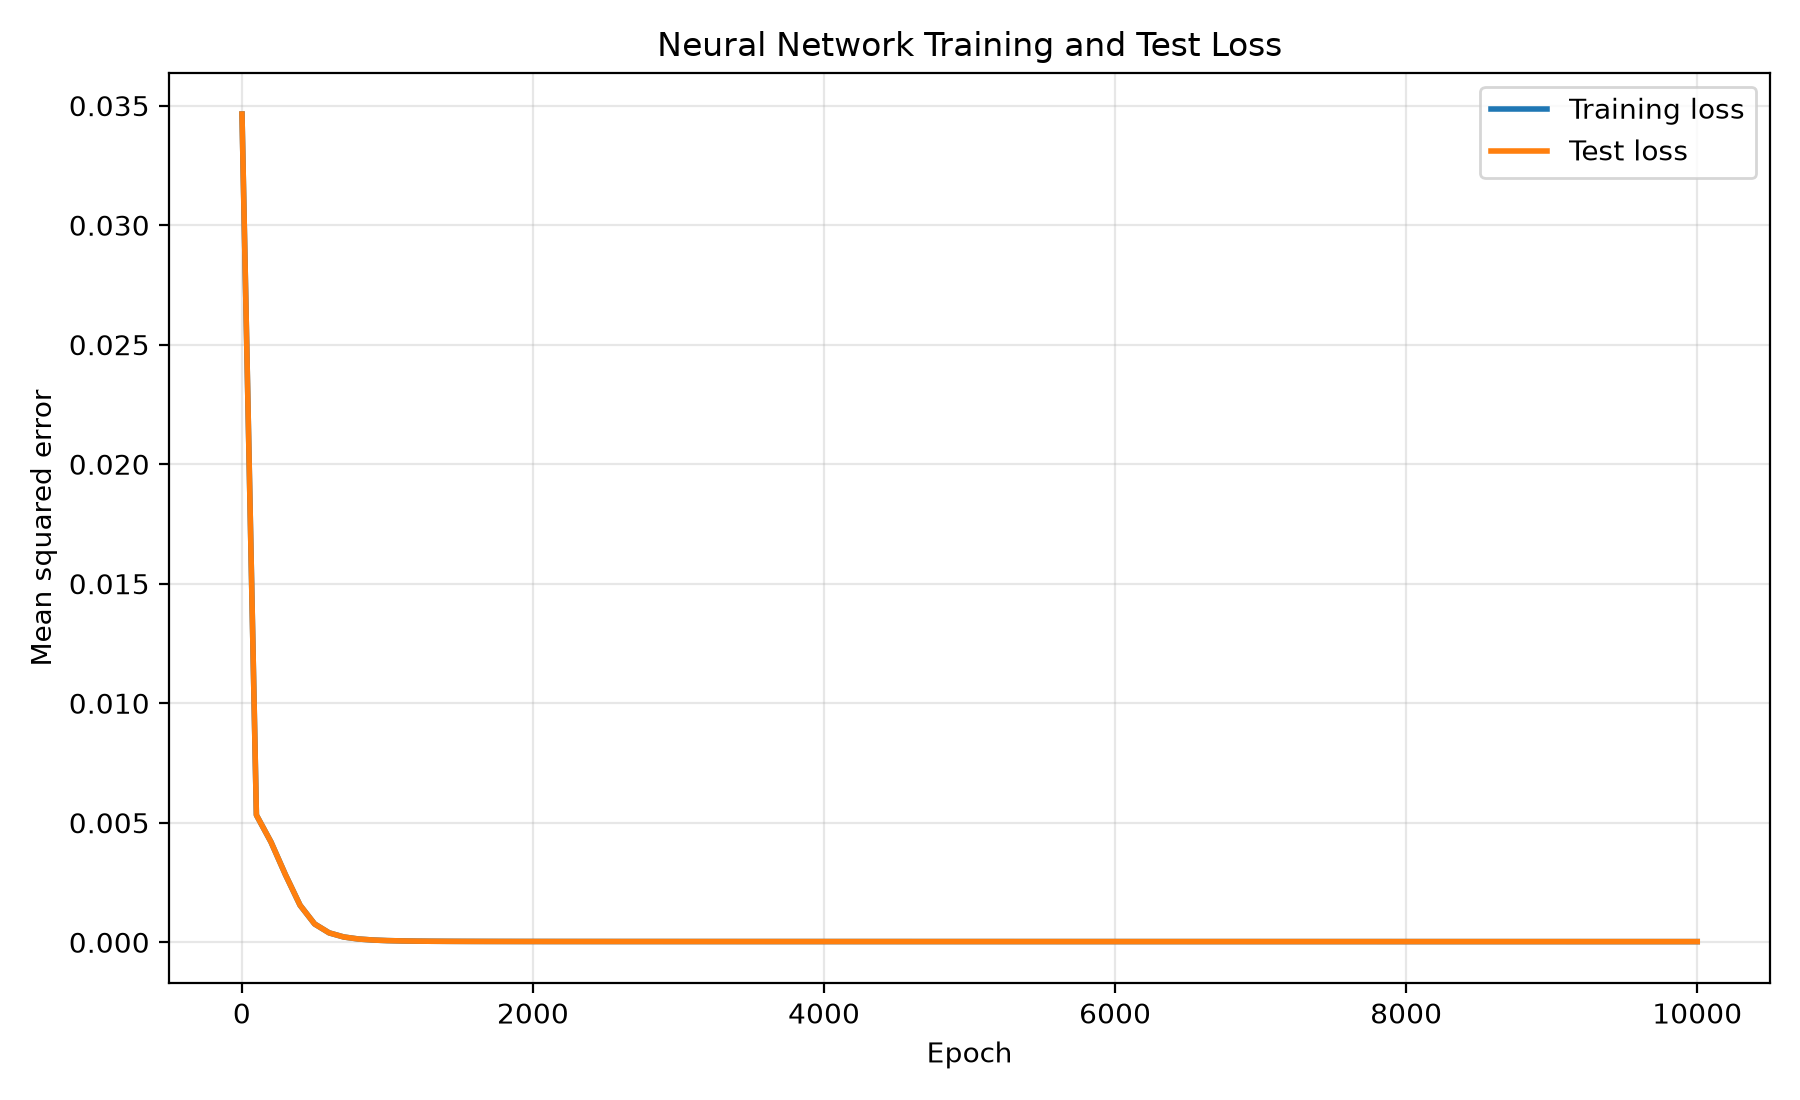 Neural Network Training and Test Loss
Training loss
Test loss
0.035
0.030
0.025
0.020
0.015
0.010
0.005
0.000
Mean squared error
0 2000 4000 6000 8000 10000
Epoch